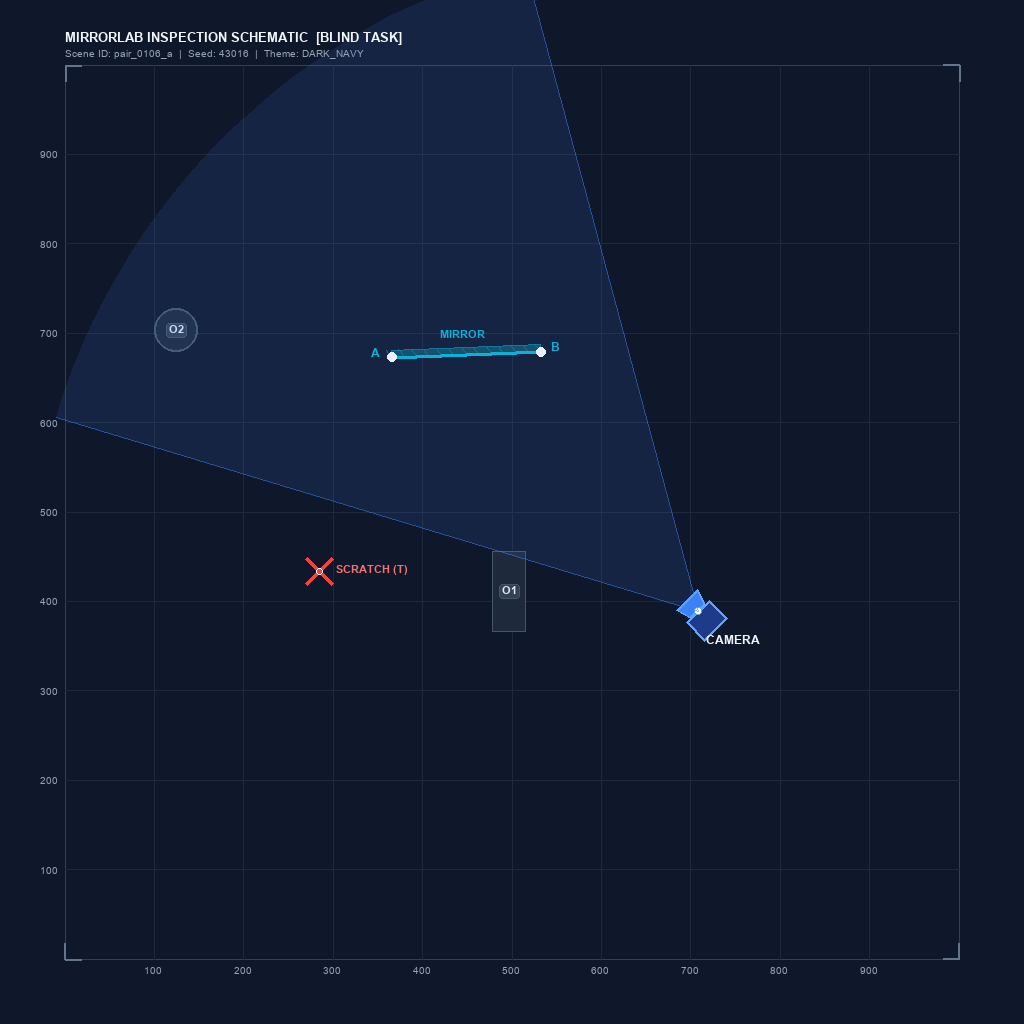 MIRRORLAB INSPECTION SCHEMATIC [BLIND TASK]
Scene ID: pair_0106_a | Seed: 43016 | Theme: DARK_NAVY
900
800
700
600
500
400
300
200
100
O2
MIRROR
A
B
SCRATCH (T)
O1
CAMERA
100 200 300 400 500 600 700 800 900